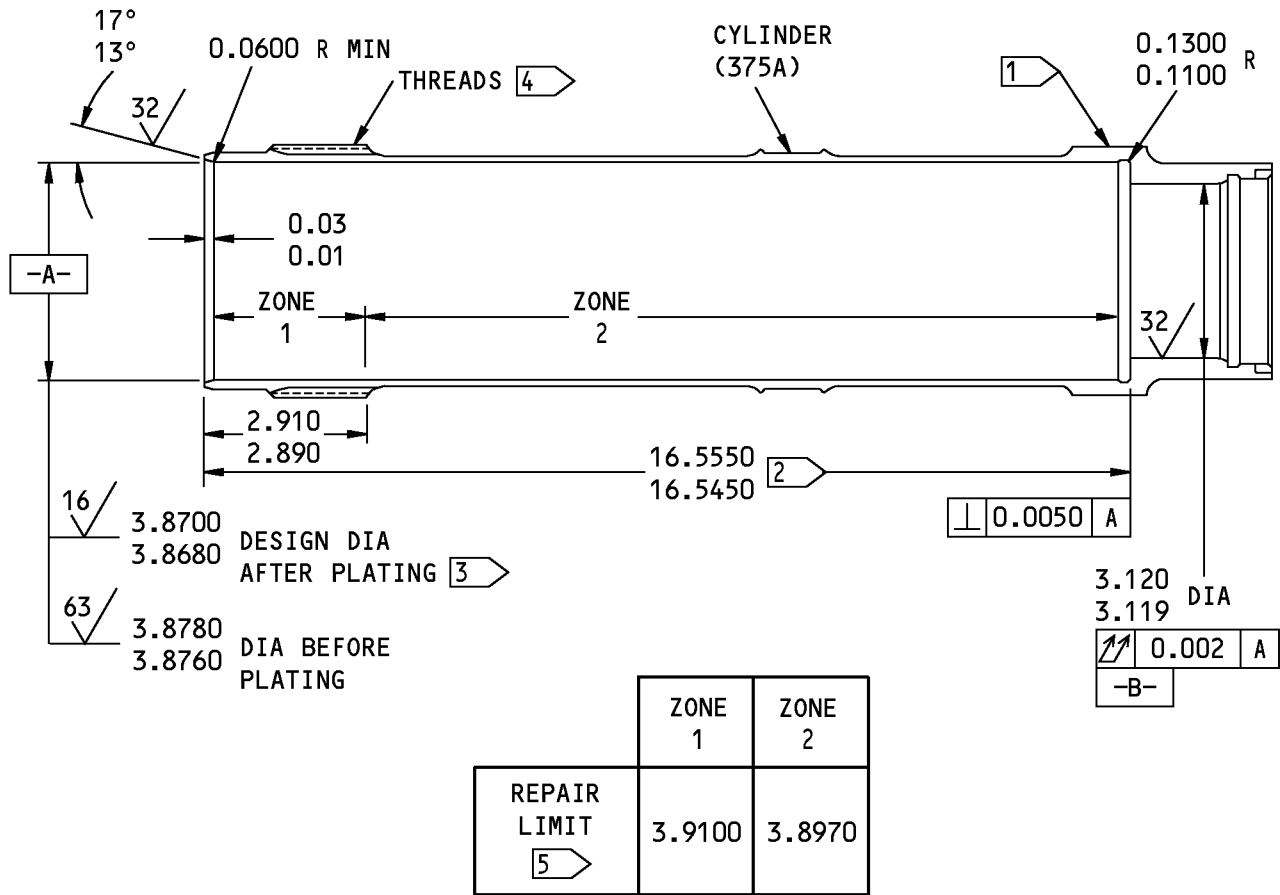 17°
13°
0.0600 R MIN
THREADS 4
CYLINDER
(375A)
1
0.1300
0.1100 R
32
-A-
0.03
0.01
ZONE
1
ZONE
2
32
2.910
2.890
16.5550
16.5450 2
⊥ 0.0050 A
16
3.8700
3.8680
DESIGN DIA
AFTER PLATING 3
63
3.8780
3.8760
DIA BEFORE
PLATING
3.120
3.119 DIA
0.002 A
-B-
ZONE
1
ZONE
2
REPAIR
LIMIT
5
3.9100 3.8970